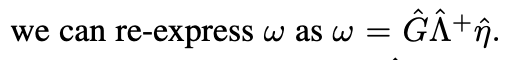 we can re-express ω as ω = ĜΛ̂⁺η̂.